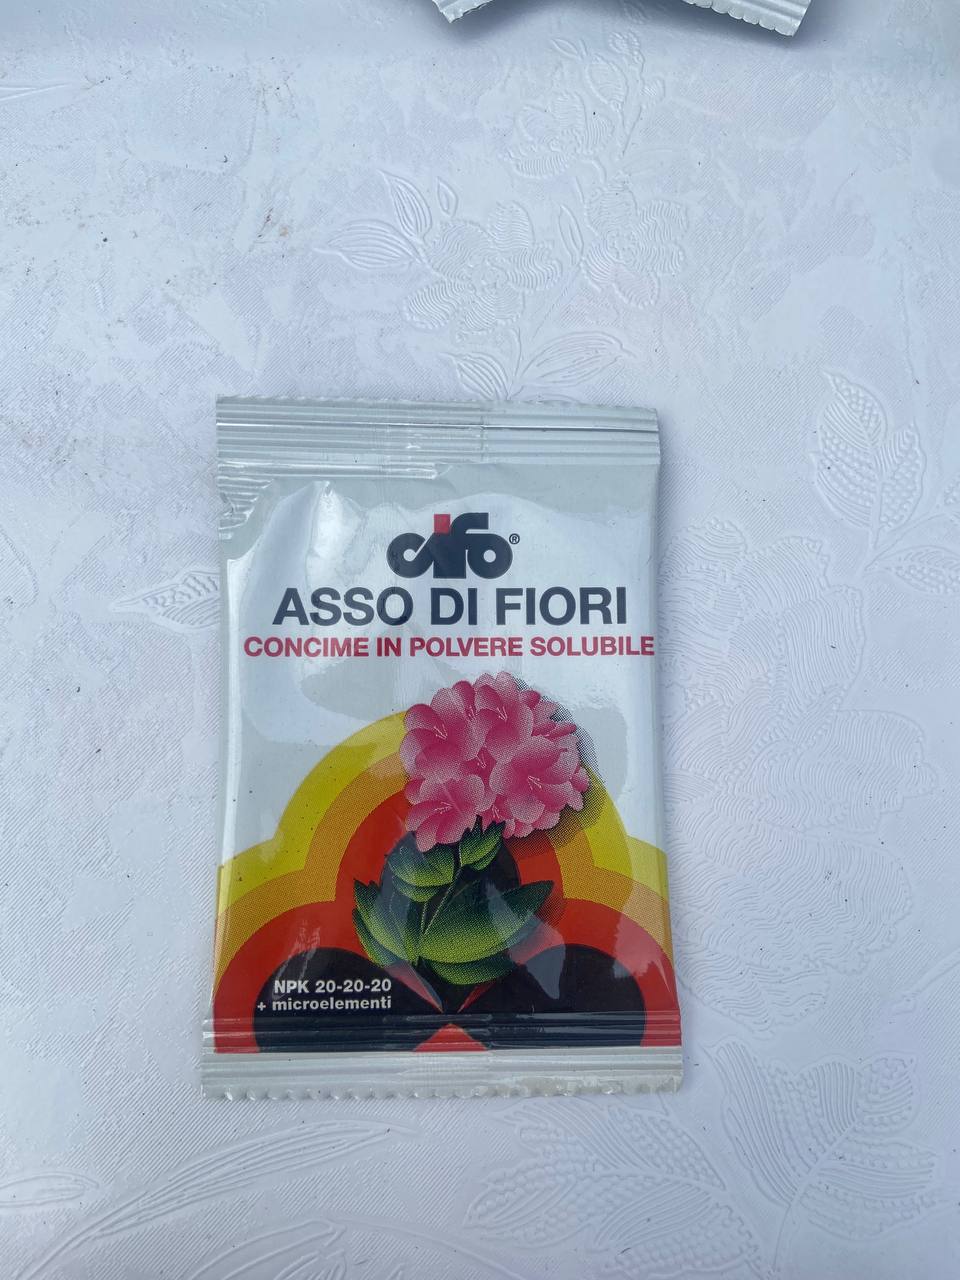 cifo®
ASSO DI FIORI
CONCIME IN POLVERE SOLUBILE
NPK 20-20-20
+ microelementi